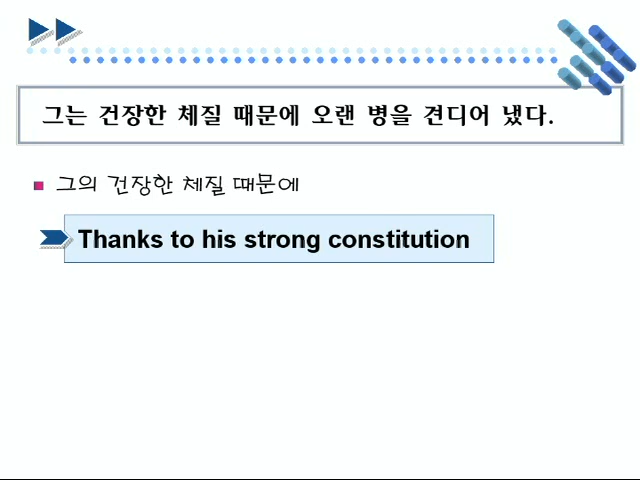 그는 건장한 체질 때문에 오랜 병을 견디어 냈다.
그의 건장한 체질 때문에
Thanks to his strong constitution